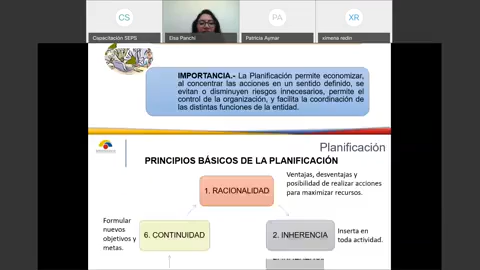 CS
PA
XR
Capacitación SEPS
Elsa Panchi
Patricia Aymar
ximena redin
IMPORTANCIA.- La Planificación permite economizar,
al concentrar las acciones en un sentido definido, se
evitan o disminuyen riesgos innecesarios, permite el
control de la organización, y facilita la coordinación de
las distintas funciones de la entidad.
Planificación
PRINCIPIOS BÁSICOS DE LA PLANIFICACIÓN
Ventajas, desventajas y
posibilidad de realizar acciones
para maximizar recursos.
1. RACIONALIDAD
Formular
nuevos
objetivos y
metas.
6. CONTINUIDAD
2. INHERENCIA
Inserta en
toda actividad.